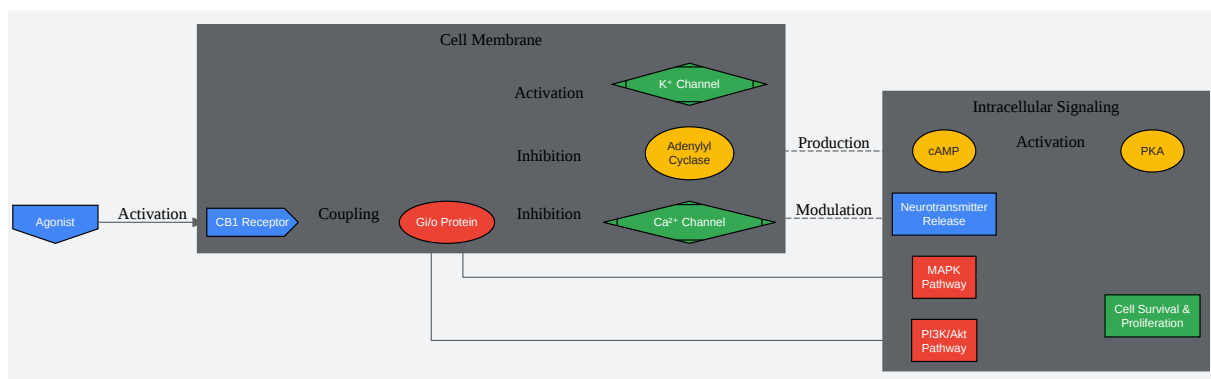 Cell Membrane
Activation
K⁺ Channel
Intracellular Signaling
Inhibition
Adenylyl
Cyclase
Production
cAMP
Activation
PKA
Agonist
Activation
CB1 Receptor
Coupling
Gi/o Protein
Inhibition
Ca²⁺ Channel
Modulation
Neurotransmitter
Release
MAPK
Pathway
Cell Survival &
Proliferation
PI3K/Akt
Pathway